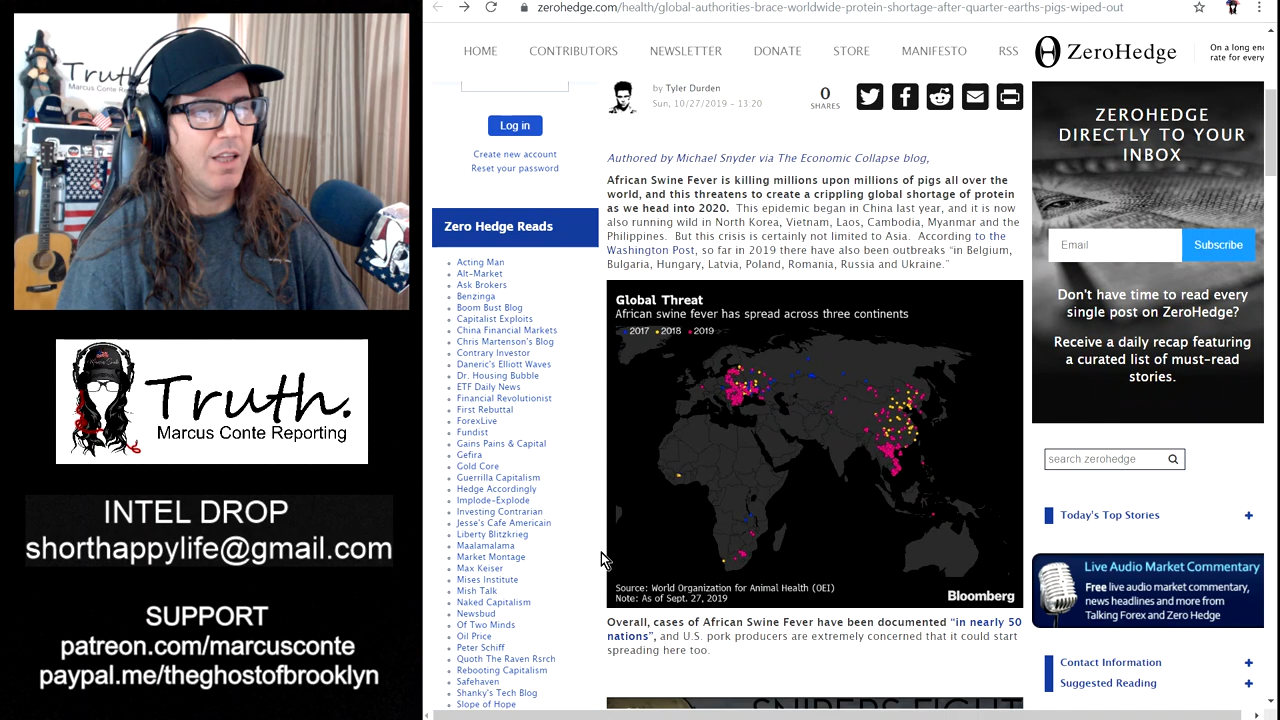 Truth.
Marcus Conte Reporting
Truth.
Marcus Conte Reporting
INTEL DROP
shorthappylife@gmail.com
SUPPORT
patreon.com/marcusconte
paypal.me/theghostofbrooklyn
zerohedge.com/health/global-authorities-brace-worldwide-protein-shortage-after-quarter-earths-pigs-wiped-out
HOME CONTRIBUTORS NEWSLETTER DONATE STORE MANIFESTO RSS
ZeroHedge
On a long
rate for every
Log in
Create new account
Reset your password
Zero Hedge Reads
Acting Man
Alt-Market
Ask Brokers
Benzinga
Boom Bust Blog
Capitalist Exploits
China Financial Markets
Chris Martenson's Blog
Contrary Investor
Daneric's Elliott Waves
Dr. Housing Bubble
ETF Daily News
Financial Revolutionist
First Rebuttal
ForexLive
Fundist
Gains Pains & Capital
Gefira
Gold Core
Guerrilla Capitalism
Hedge Accordingly
Implode-Explode
Investing Contrarian
Jesse's Cafe Americain
Liberty Blitzkrieg
Maalamalama
Market Montage
Max Keiser
Mises Institute
Mish Talk
Naked Capitalism
Newsbud
Of Two Minds
Oil Price
Peter Schiff
Quoth The Raven Rsrch
Rebooting Capitalism
Safehaven
Shanky's Tech Blog
Slope of Hope
by Tyler Durden
Sun, 10/27/2019 - 13:20
0
SHARES
Authored by Michael Snyder via The Economic Collapse blog,
African Swine Fever is killing millions upon millions of pigs all over the
world, and this threatens to create a crippling global shortage of protein
as we head into 2020. This epidemic began in China last year, and it is now
also running wild in North Korea, Vietnam, Laos, Cambodia, Myanmar and the
Philippines. But this crisis is certainly not limited to Asia. According to the
Washington Post, so far in 2019 there have also been outbreaks "in Belgium,
Bulgaria, Hungary, Latvia, Poland, Romania, Russia and Ukraine."
Global Threat
African swine fever has spread across three continents
2017 2018 2019
Source: World Organization for Animal Health (OEI)
Note: As of Sept. 27, 2019
Bloomberg
Overall, cases of African Swine Fever have been documented "in nearly 50
nations", and U.S. pork producers are extremely concerned that it could start
spreading here too.
ZEROHEDGE
DIRECTLY TO YOUR
INBOX
Email Subscribe
Don't have time to read every
single post on ZeroHedge?
Receive a daily recap featuring
a curated list of must-read
stories.
search zerohedge
Today's Top Stories +
Live Audio Market Commentary
Free live audio market commentary,
news headlines and more from
Talking Forex and Zero Hedge
Contact Information +
Suggested Reading +